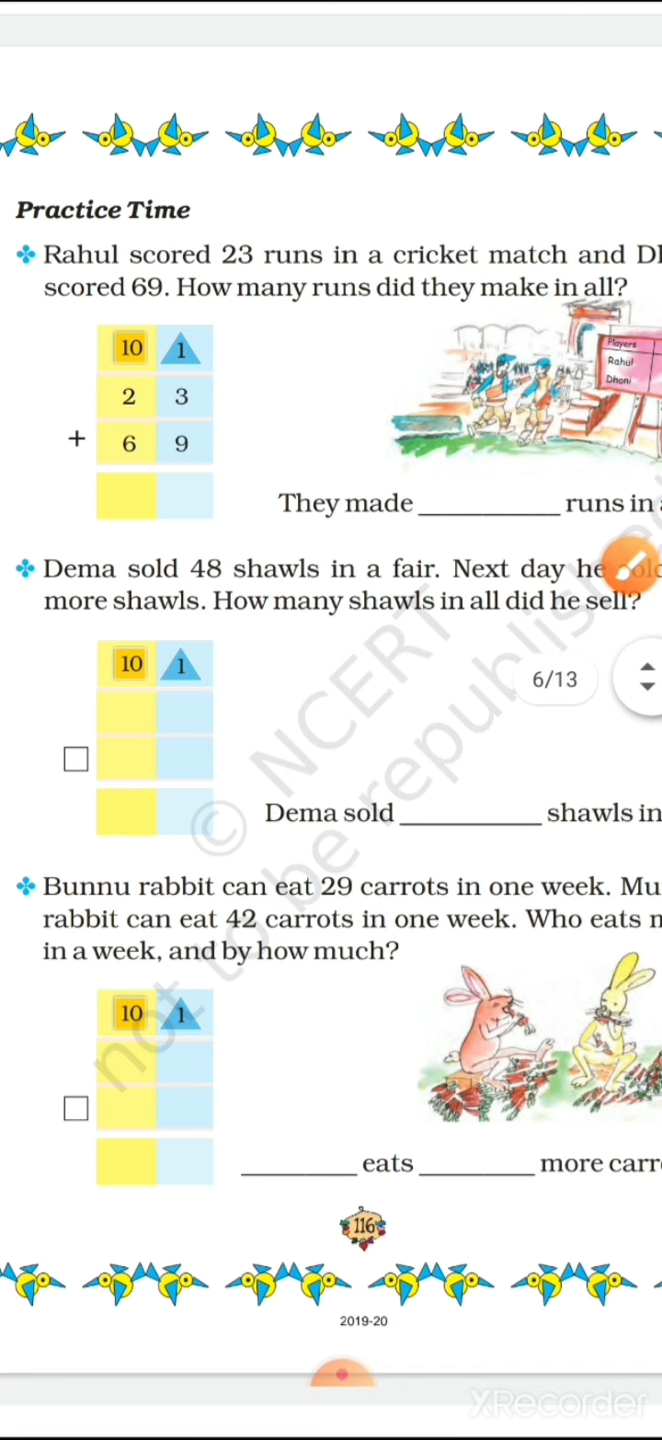 Practice Time
Rahul scored 23 runs in a cricket match and
scored 69. How many runs did they make in all?
Players
Rahul
Dhoni
10 1
2 3
+ 6 9
They made __________ runs in
Dema sold 48 shawls in a fair. Next day he
more shawls. How many shawls in all did he sell?
10 1
6/13
Dema sold __________ shawls in
Bunnu rabbit can eat 29 carrots in one week.
rabbit can eat 42 carrots in one week. Who eats
in a week, and by how much?
10 1
________ eats ________ more
116
2019-20
© NCERT
not to be republished
XRecorder